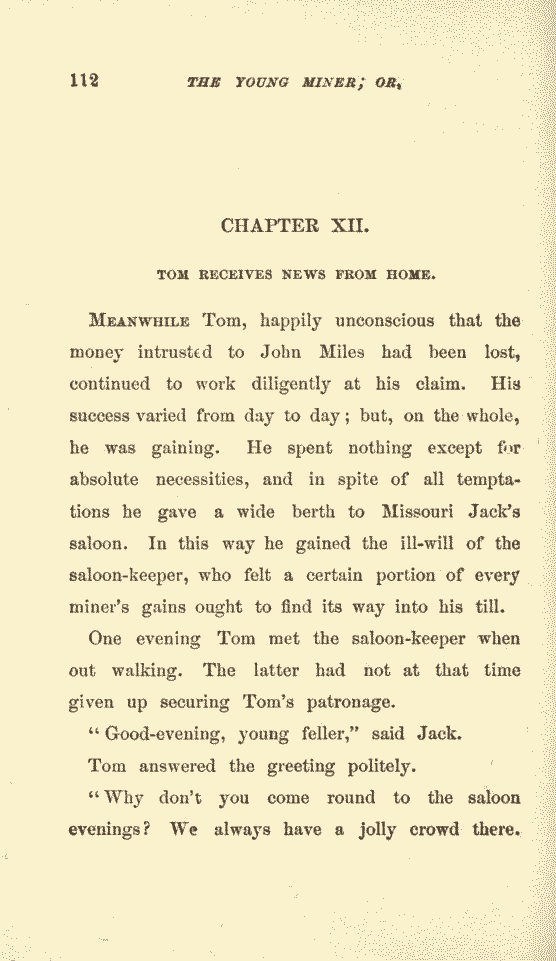 112 THE YOUNG MINER; OR,
CHAPTER XII.
TOM RECEIVES NEWS FROM HOME.
MEANWHILE Tom, happily unconscious that the
money intrusted to John Miles had been lost,
continued to work diligently at his claim. His
success varied from day to day; but, on the whole,
he was gaining. He spent nothing except for
absolute necessities, and in spite of all tempta-
tions he gave a wide berth to Missouri Jack's
saloon. In this way he gained the ill-will of the
saloon-keeper, who felt a certain portion of every
miner's gains ought to find its way into his till.
One evening Tom met the saloon-keeper when
out walking. The latter had not at that time
given up securing Tom's patronage.
"Good-evening, young feller," said Jack.
Tom answered the greeting politely.
"Why don't you come round to the saloon
evenings? We always have a jolly crowd there.